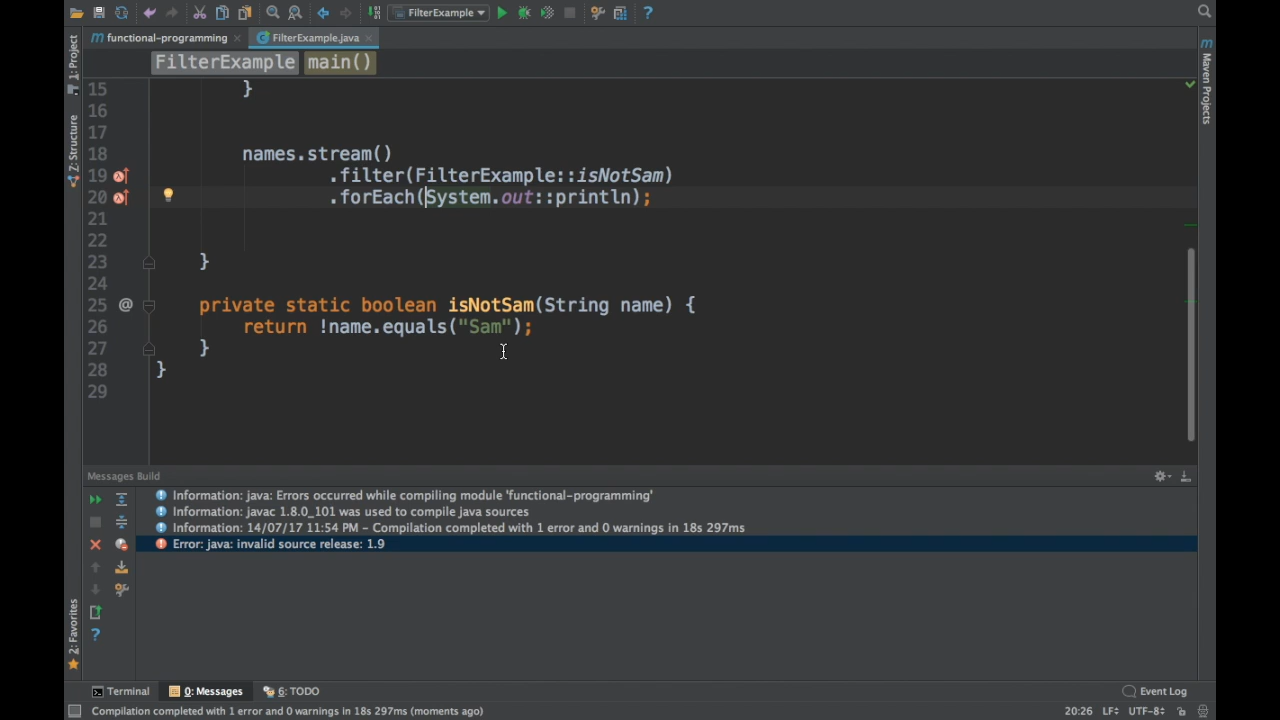 FilterExample
functional-programming
FilterExample.java
FilterExample main()
15 }
16
17
18 names.stream()
19 .filter(FilterExample::isNotSam)
20 .forEach(System.out::println);
21
22
23 }
24
25 @ private static boolean isNotSam(String name) {
26 return !name.equals("Sam");
27 }
28 }
29
1: Project
Z: Structure
2: Favorites
Maven Projects
Messages Build
Information: java: Errors occurred while compiling module 'functional-programming'
Information: javac 1.8.0_101 was used to compile java sources
Information: 14/07/17 11:54 PM - Compilation completed with 1 error and 0 warnings in 18s 297ms
Error: java: invalid source release: 1.9
Terminal 0: Messages 6: TODO Event Log
Compilation completed with 1 error and 0 warnings in 18s 297ms (moments ago) 20:26 LF UTF-8